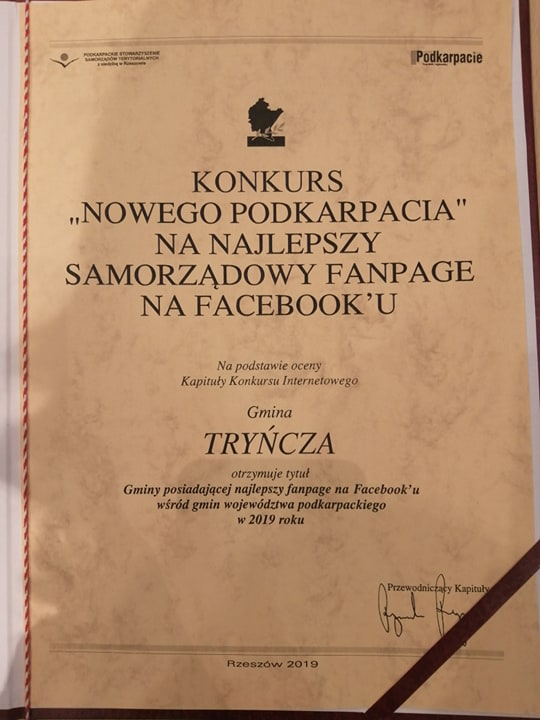 PODKARPACKIE STOWARZYSZENIE
SAMORZĄDÓW TERYTORIALNYCH
z siedzibą w Rzeszowie
Podkarpacie
KONKURS
„NOWEGO PODKARPACIA"
NA NAJLEPSZY
SAMORZĄDOWY FANPAGE
NA FACEBOOK'U
Na podstawie oceny
Kapituły Konkursu Internetowego
Gmina
TRYŃCZA
otrzymuje tytuł
Gminy posiadającej najlepszy fanpage na Facebook'u
wśród gmin województwa podkarpackiego
w 2019 roku
Przewodniczący Kapituły
Rzeszów 2019